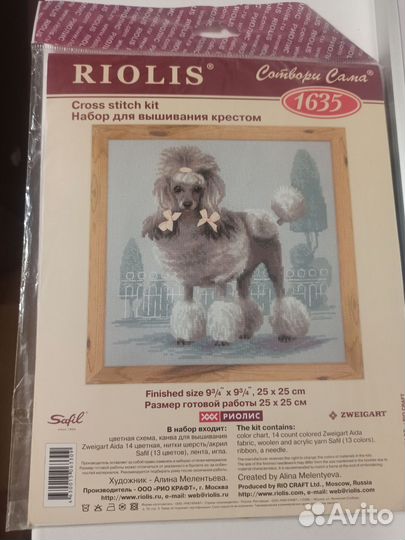 RIOLIS®
Сотвори Сама®
Cross stitch kit
Набор для вышивания крестом
1635
Finished size 9³/₄" x 9³/₄", 25 x 25 cm
Размер готовой работы 25 x 25 см
РИОЛИС
Safil
ZWEIGART
В набор входит:
цветная схема, канва для вышивания
Zweigart Aida 14 цветная, нитки шерсть/акрил
Safil (13 цветов), лента, игла.
The kit contains:
color chart, 14 count colored Zweigart Aida
fabric, woolen and acrylic yarn Safil (13 colors),
ribbon, a needle.
Художник - Алина Мелентьева.
Производитель - ООО «РИО КРАФТ», г. Москва
http://www.riolis.ru, e-mail: web@riolis.ru
Created by Alina Melentyeva.
Produced by RIO CRAFT Ltd., Moscow, Russia
http://www.riolis.ru, e-mail: web@riolis.ru
Avito